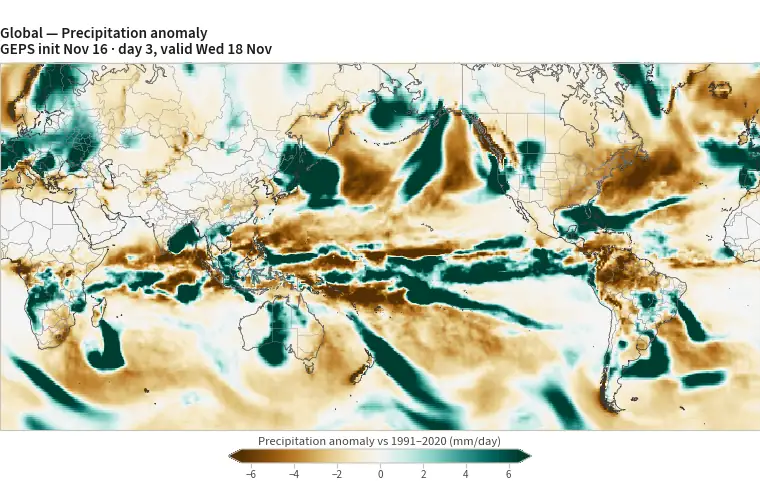 Global — Precipitation anomaly
GEPS init Nov 16 · day 3, valid Wed 18 Nov
Precipitation anomaly vs 1991–2020 (mm/day)
−6 −4 −2 0 2 4 6